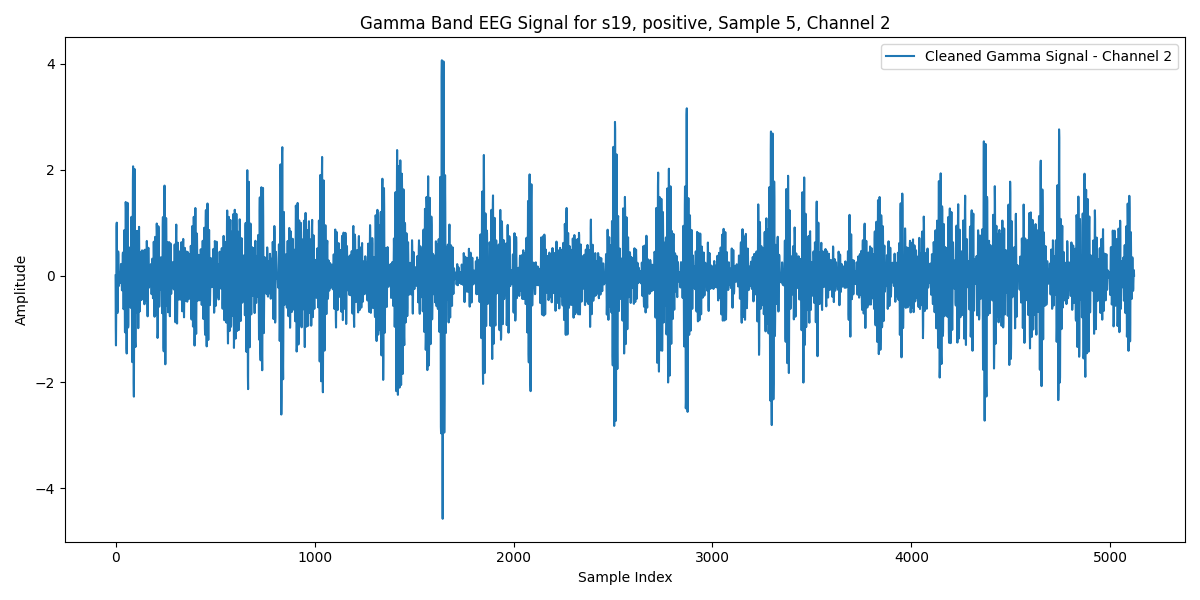 Gamma Band EEG Signal for s19, positive, Sample 5, Channel 2
Cleaned Gamma Signal - Channel 2
Amplitude
4
2
0
−2
−4
0 1000 2000 3000 4000 5000
Sample Index